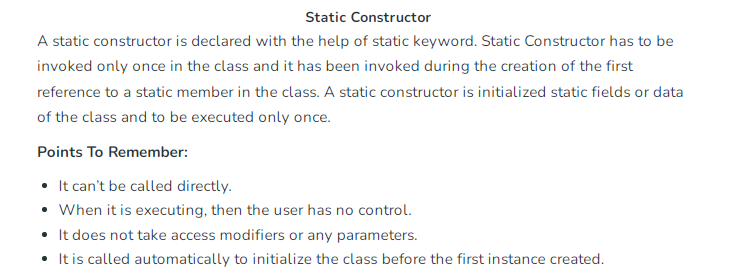 Static Constructor
A static constructor is declared with the help of static keyword. Static Constructor has to be
invoked only once in the class and it has been invoked during the creation of the first
reference to a static member in the class. A static constructor is initialized static fields or data
of the class and to be executed only once.
Points To Remember:
• It can't be called directly.
• When it is executing, then the user has no control.
• It does not take access modifiers or any parameters.
• It is called automatically to initialize the class before the first instance created.